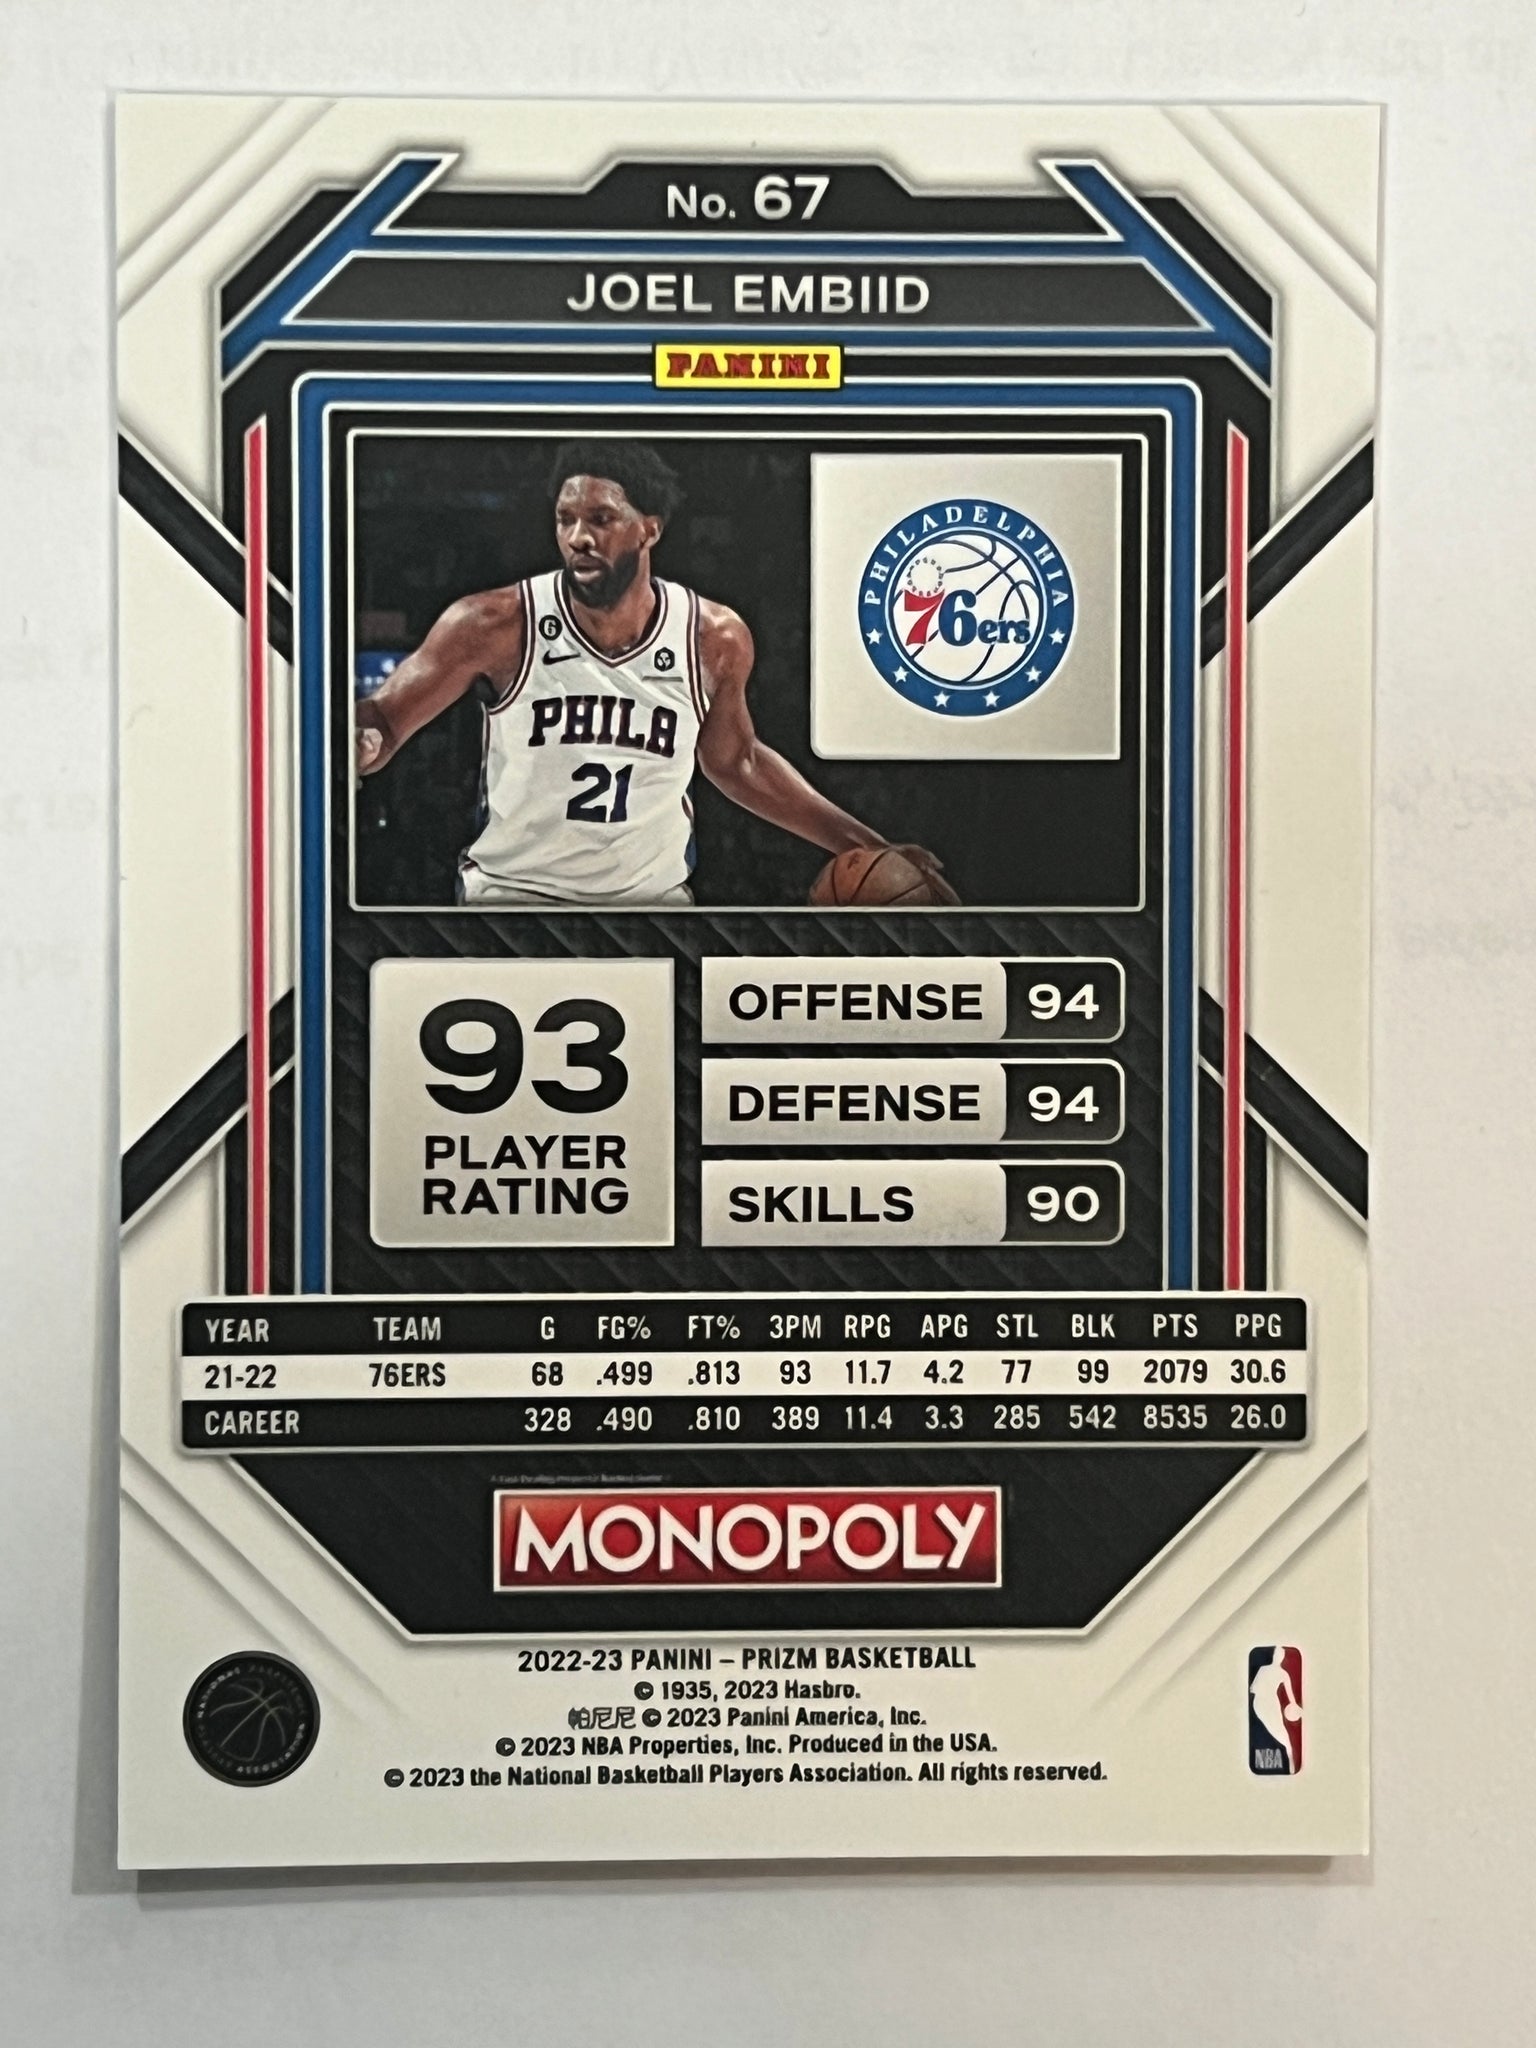 No. 67
JOEL EMBIID
PANINI
PHILADELPHIA
76ers
6
PHILA
21
93
PLAYER
RATING
OFFENSE 94
DEFENSE 94
SKILLS 90
YEAR TEAM G FG% FT% 3PM RPG APG STL BLK PTS PPG
21-22 76ERS 68 .499 .813 93 11.7 4.2 77 99 2079 30.6
CAREER 328 .490 .810 389 11.4 3.3 285 542 8535 26.0
MONOPOLY
2022-23 PANINI – PRIZM BASKETBALL
© 1935, 2023 Hasbro.
帕尼尼 © 2023 Panini America, Inc.
© 2023 NBA Properties, Inc. Produced in the USA.
© 2023 the National Basketball Players Association. All rights reserved.
NBA